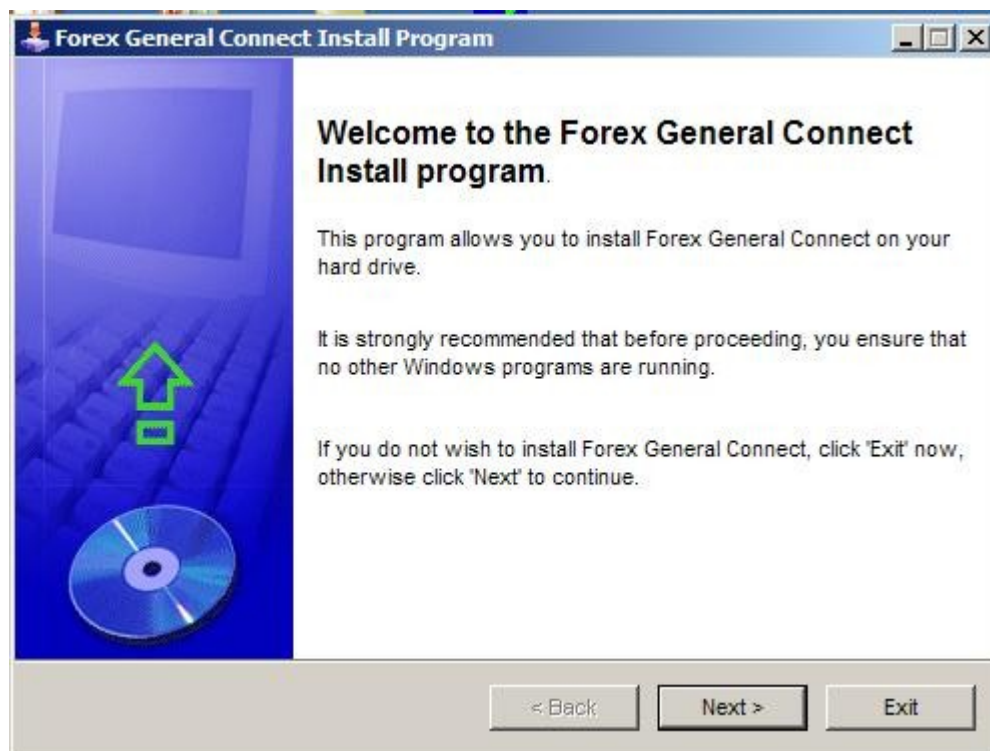 Forex General Connect Install Program
Welcome to the Forex General Connect
Install program.
This program allows you to install Forex General Connect on your
hard drive.
It is strongly recommended that before proceeding, you ensure that
no other Windows programs are running.
If you do not wish to install Forex General Connect, click 'Exit' now,
otherwise click 'Next' to continue.
< Back
Next >
Exit